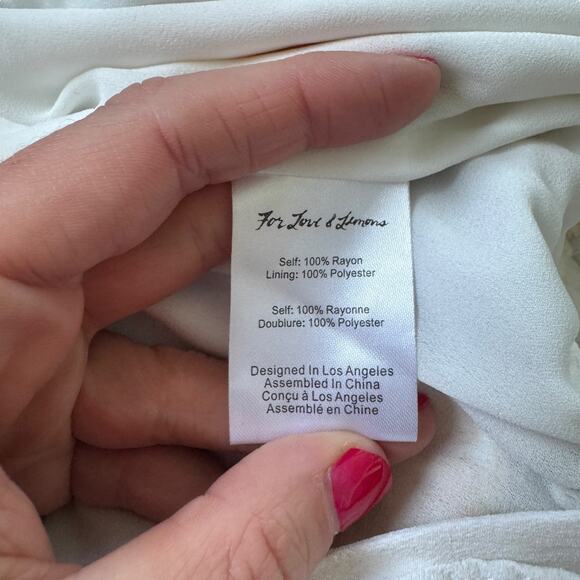 For Love & Lemons
Self: 100% Rayon
Lining: 100% Polyester
Self: 100% Rayonne
Doublure: 100% Polyester
Designed In Los Angeles
Assembled In China
Conçu à Los Angeles
Assemblé en Chine